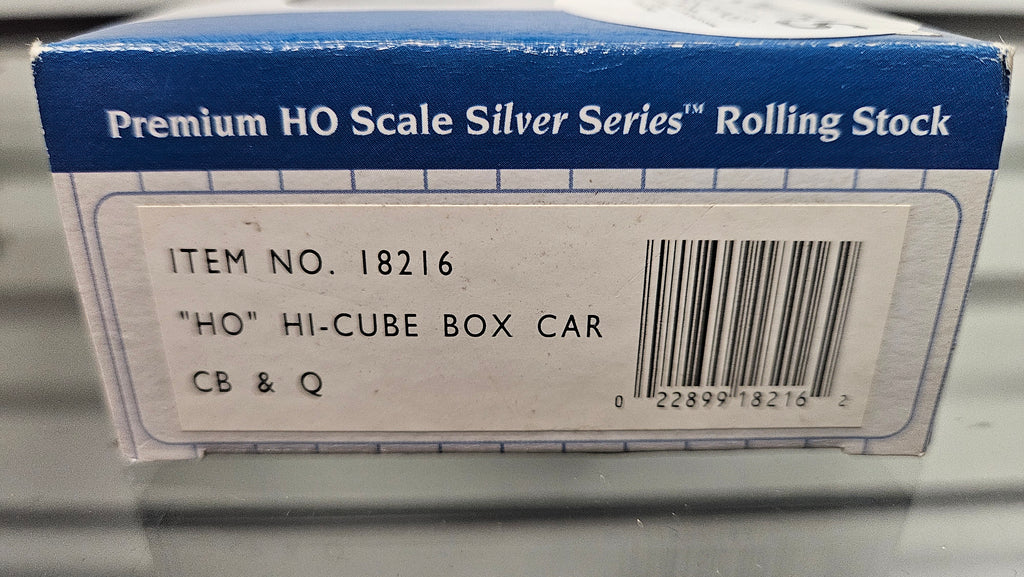 Premium HO Scale Silver Series™ Rolling Stock
ITEM NO. 18216
"HO" HI-CUBE BOX CAR
CB & Q
0 22899 18216 2